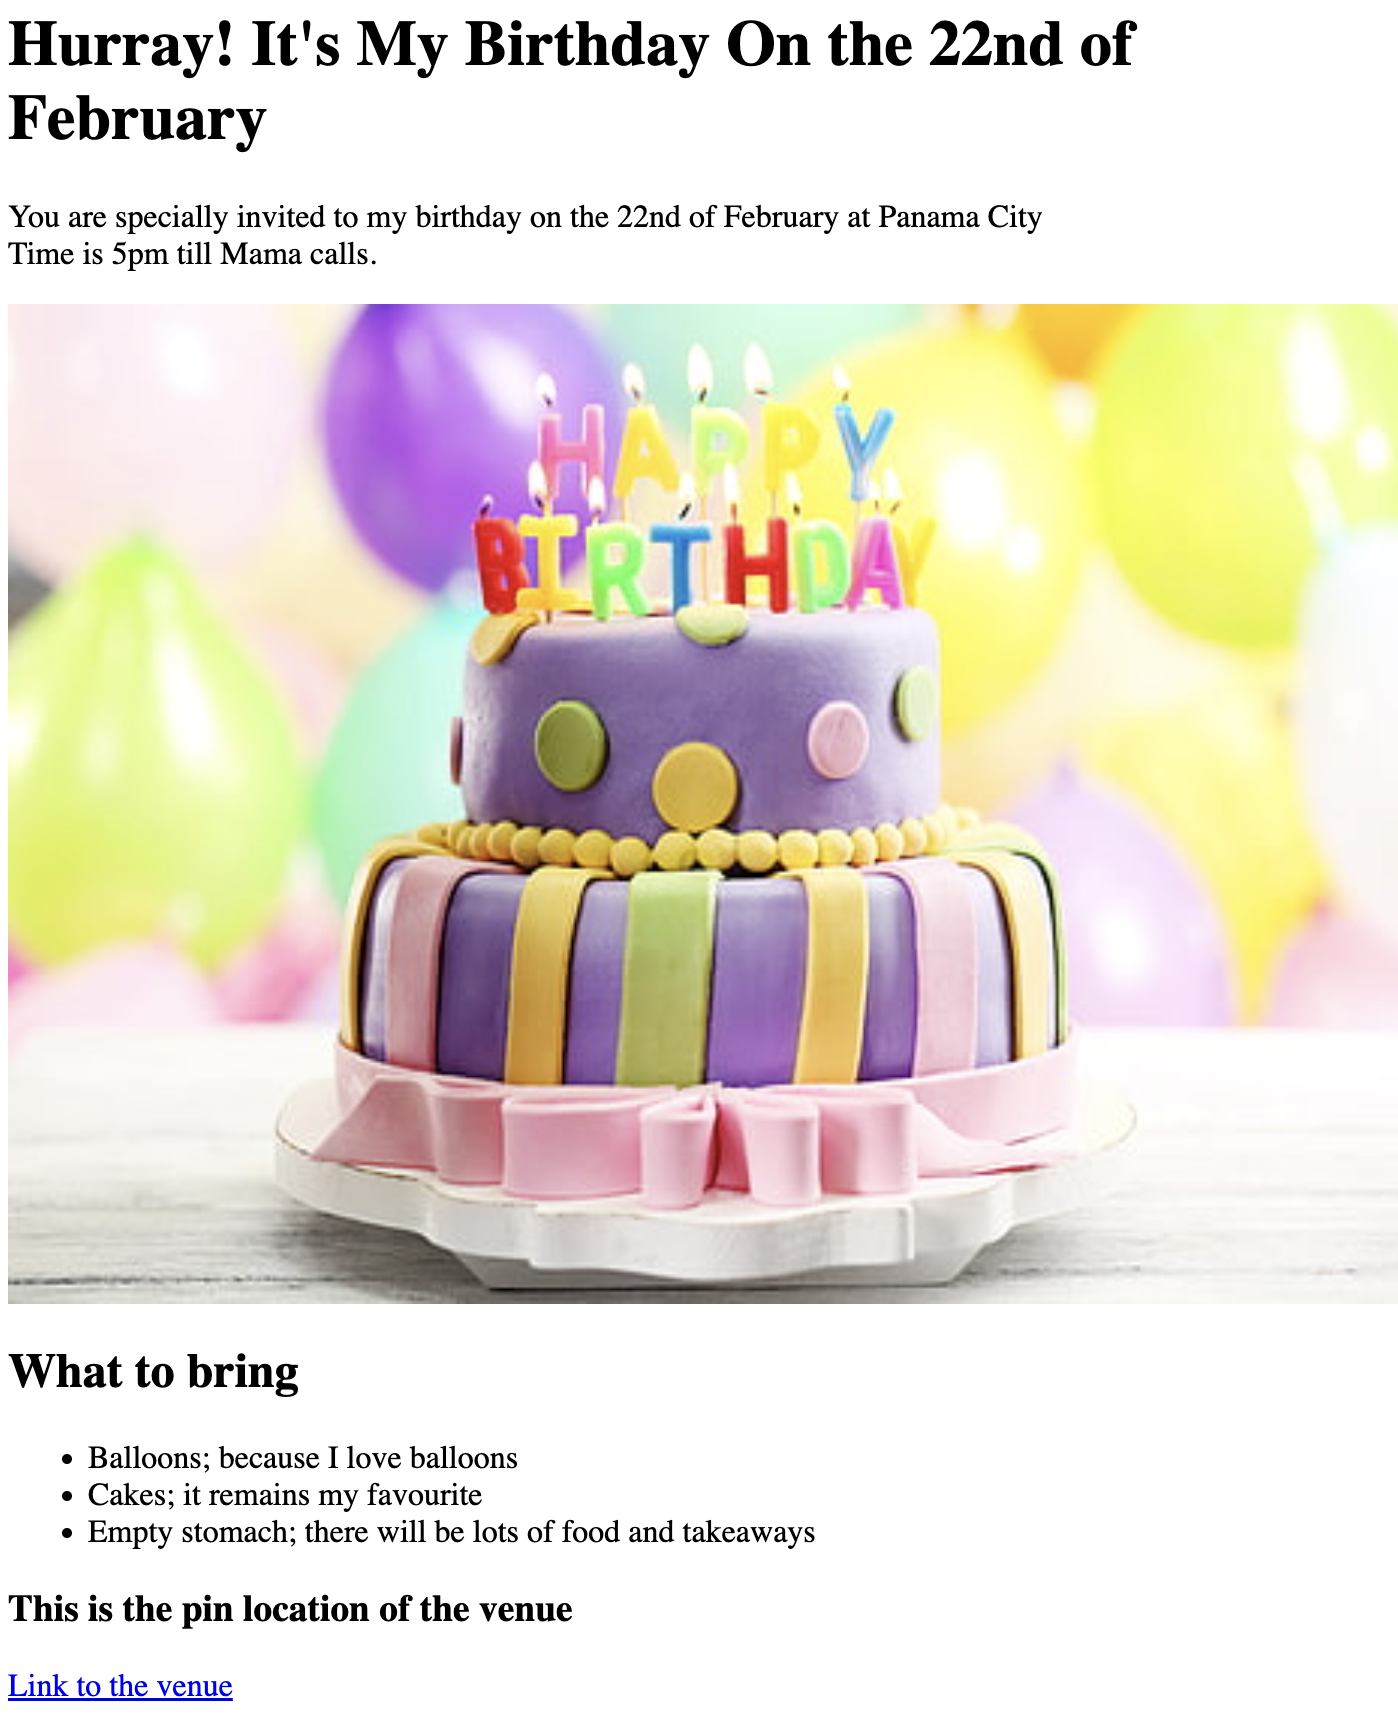 Hurray! It's My Birthday On the 22nd of
February
You are specially invited to my birthday on the 22nd of February at Panama City
Time is 5pm till Mama calls.
HAPPY
BIRTHDAY
What to bring
Balloons; because I love balloons
Cakes; it remains my favourite
Empty stomach; there will be lots of food and takeaways
This is the pin location of the venue
Link to the venue